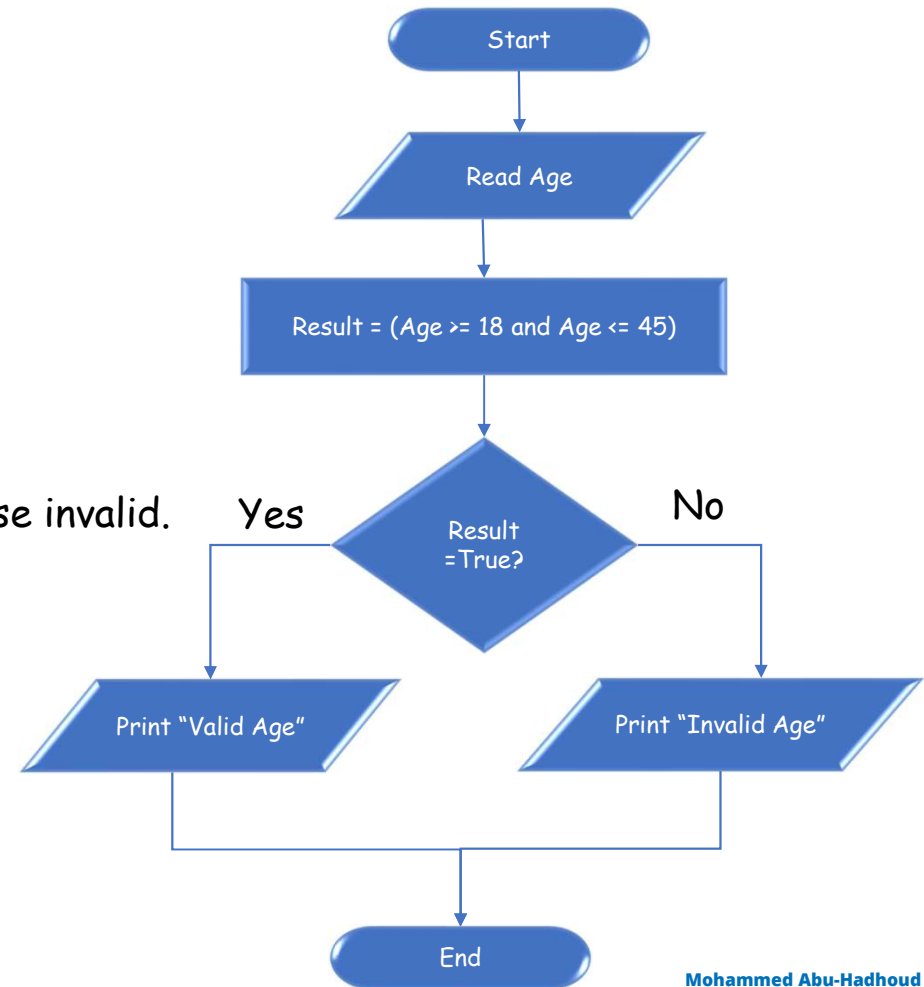 Start
Read Age
Result = (Age >= 18 and Age <= 45)
invalid.
Yes
No
Result
=True?
Print “Valid Age”
Print “Invalid Age”
End
Mohammed Abu-Hadhoud